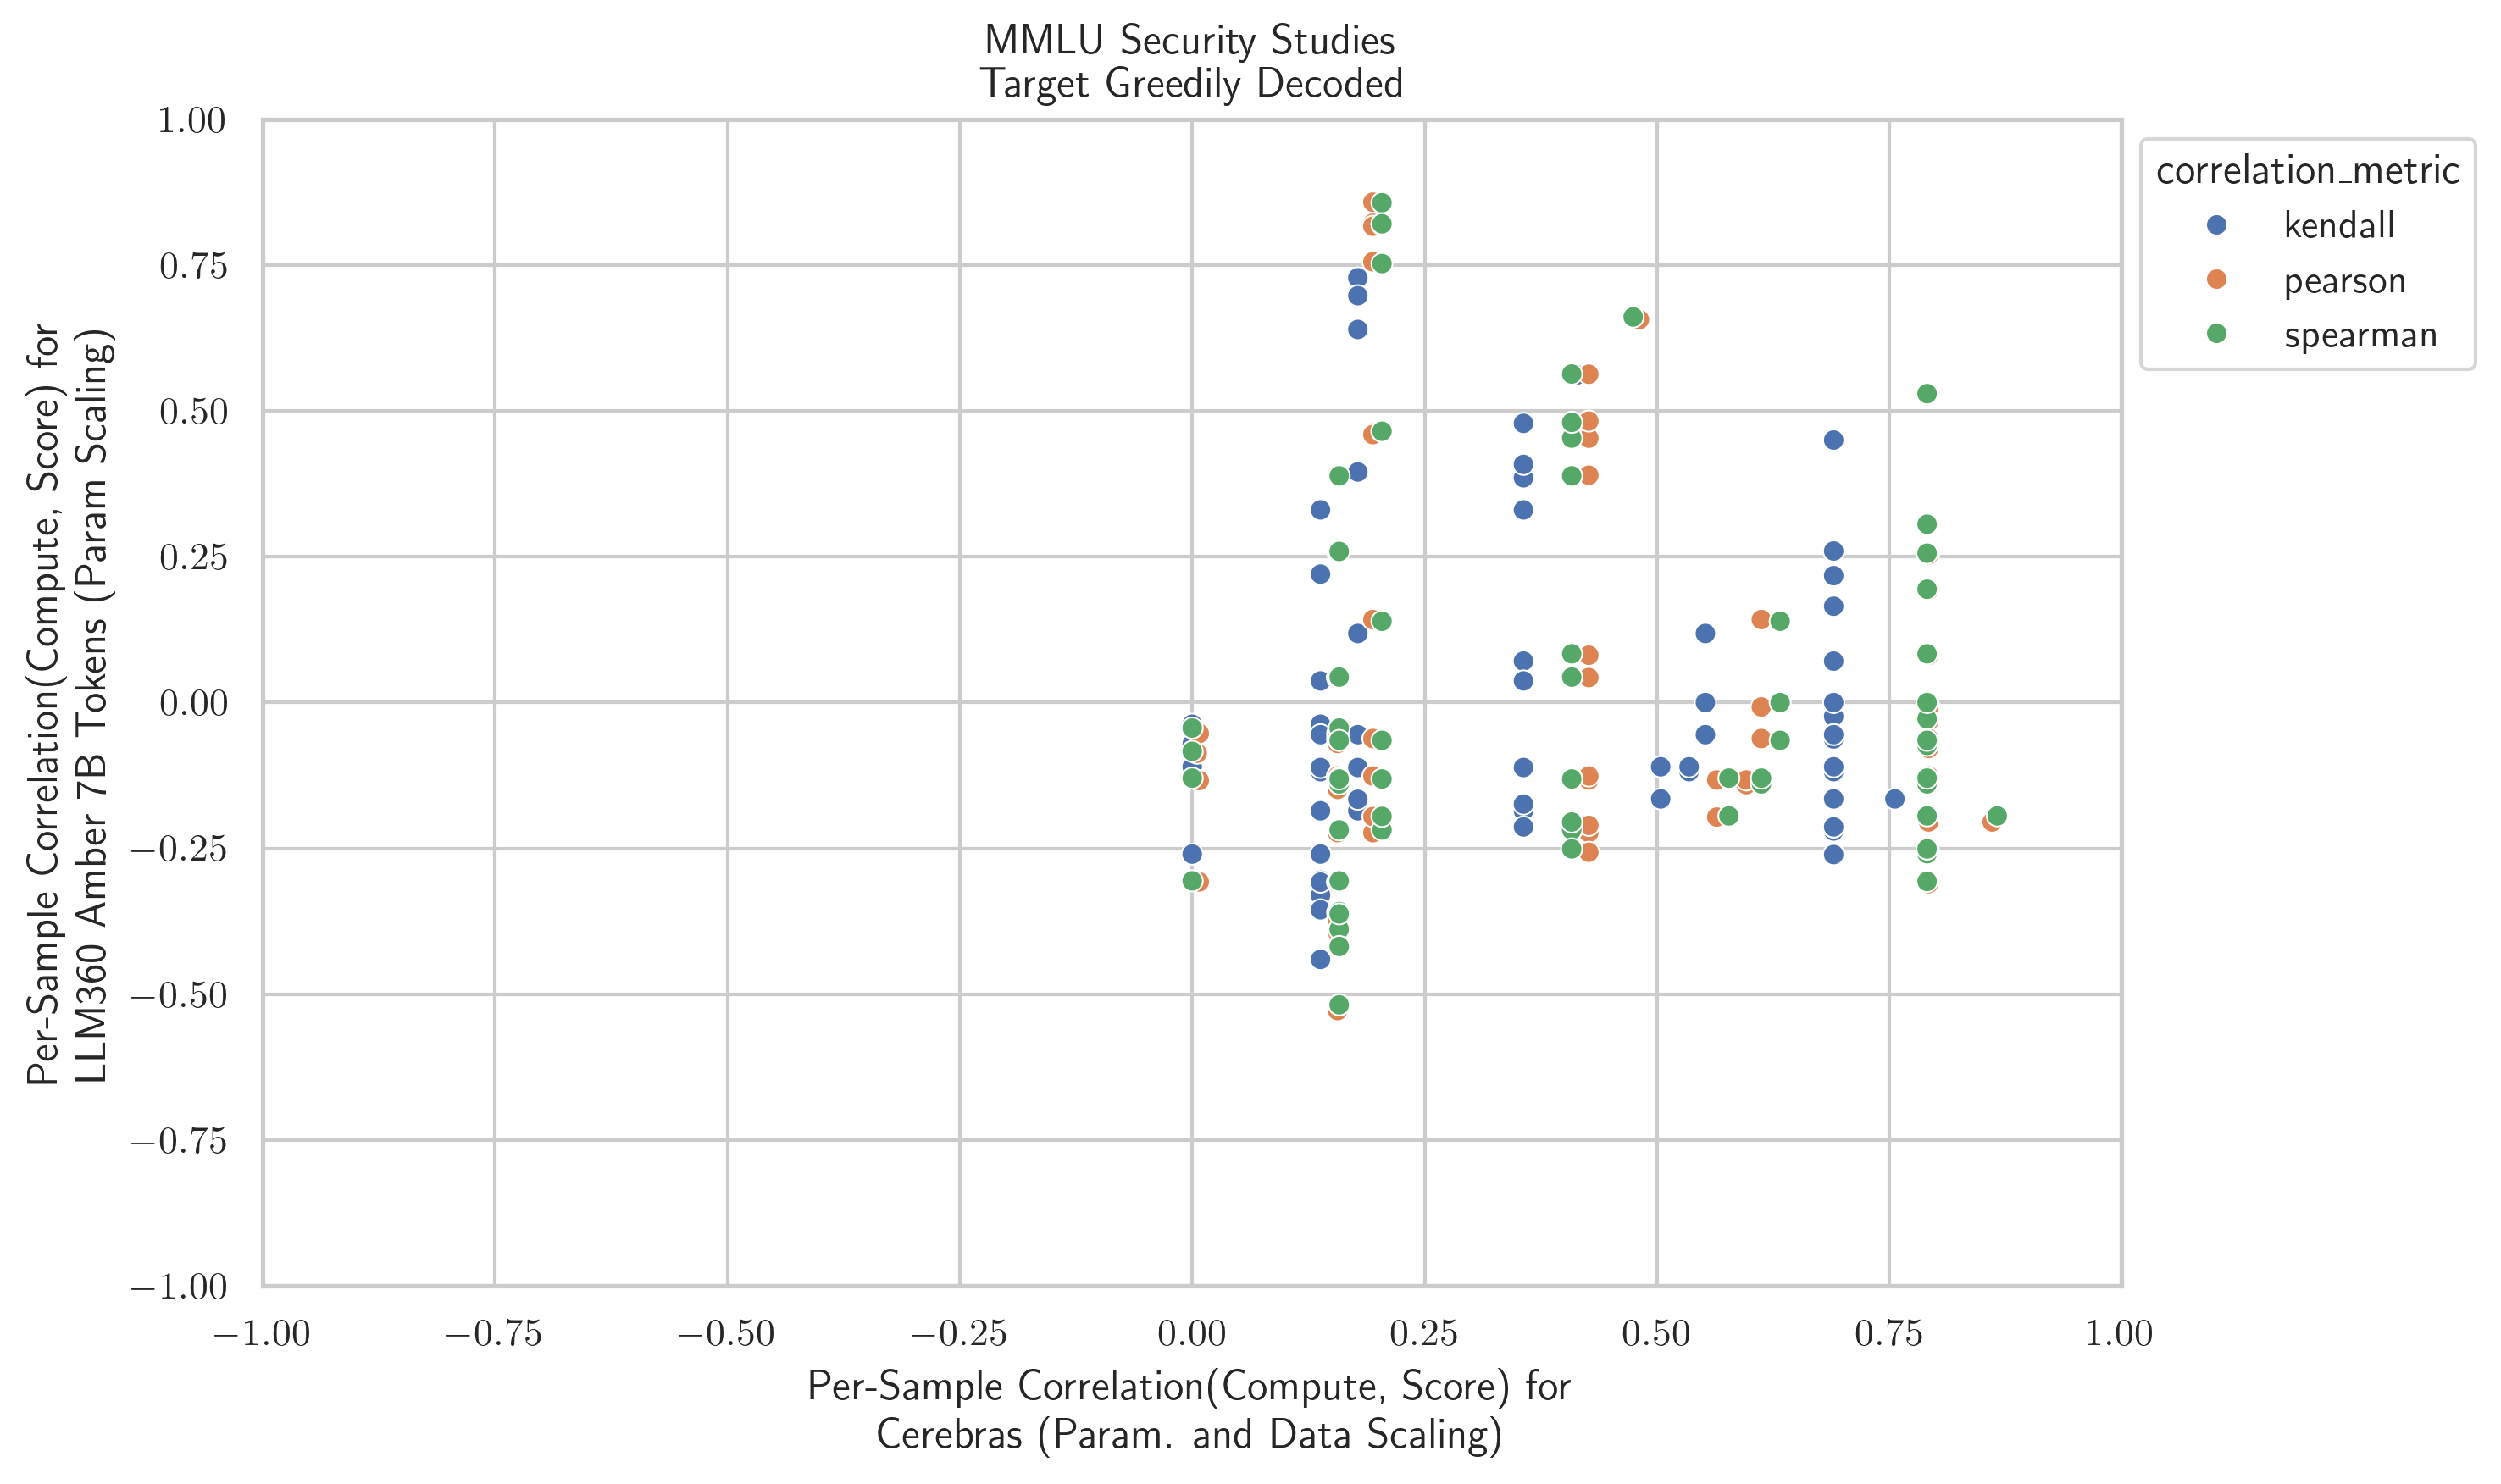 MMLU Security Studies
Target Greedily Decoded
1.00
0.75
0.50
0.25
0.00
−0.25
−0.50
−0.75
−1.00
Per-Sample Correlation(Compute, Score) for
LLM360 Amber 7B Tokens (Param Scaling)
correlation_metric
kendall
pearson
spearman
−1.00 −0.75 −0.50 −0.25 0.00 0.25 0.50 0.75 1.00
Per-Sample Correlation(Compute, Score) for
Cerebras (Param. and Data Scaling)